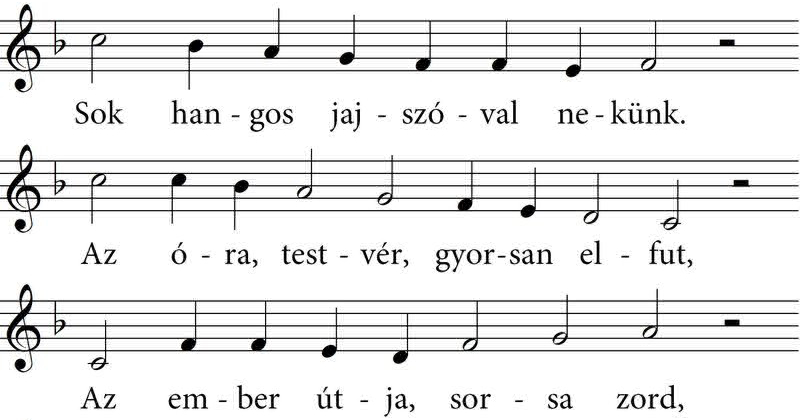 Sok han - gos jaj - szó - val ne - künk.
Az ó - ra, test - vér, gyor - san el - fut,
Az em - ber út - ja, sor - sa zord,